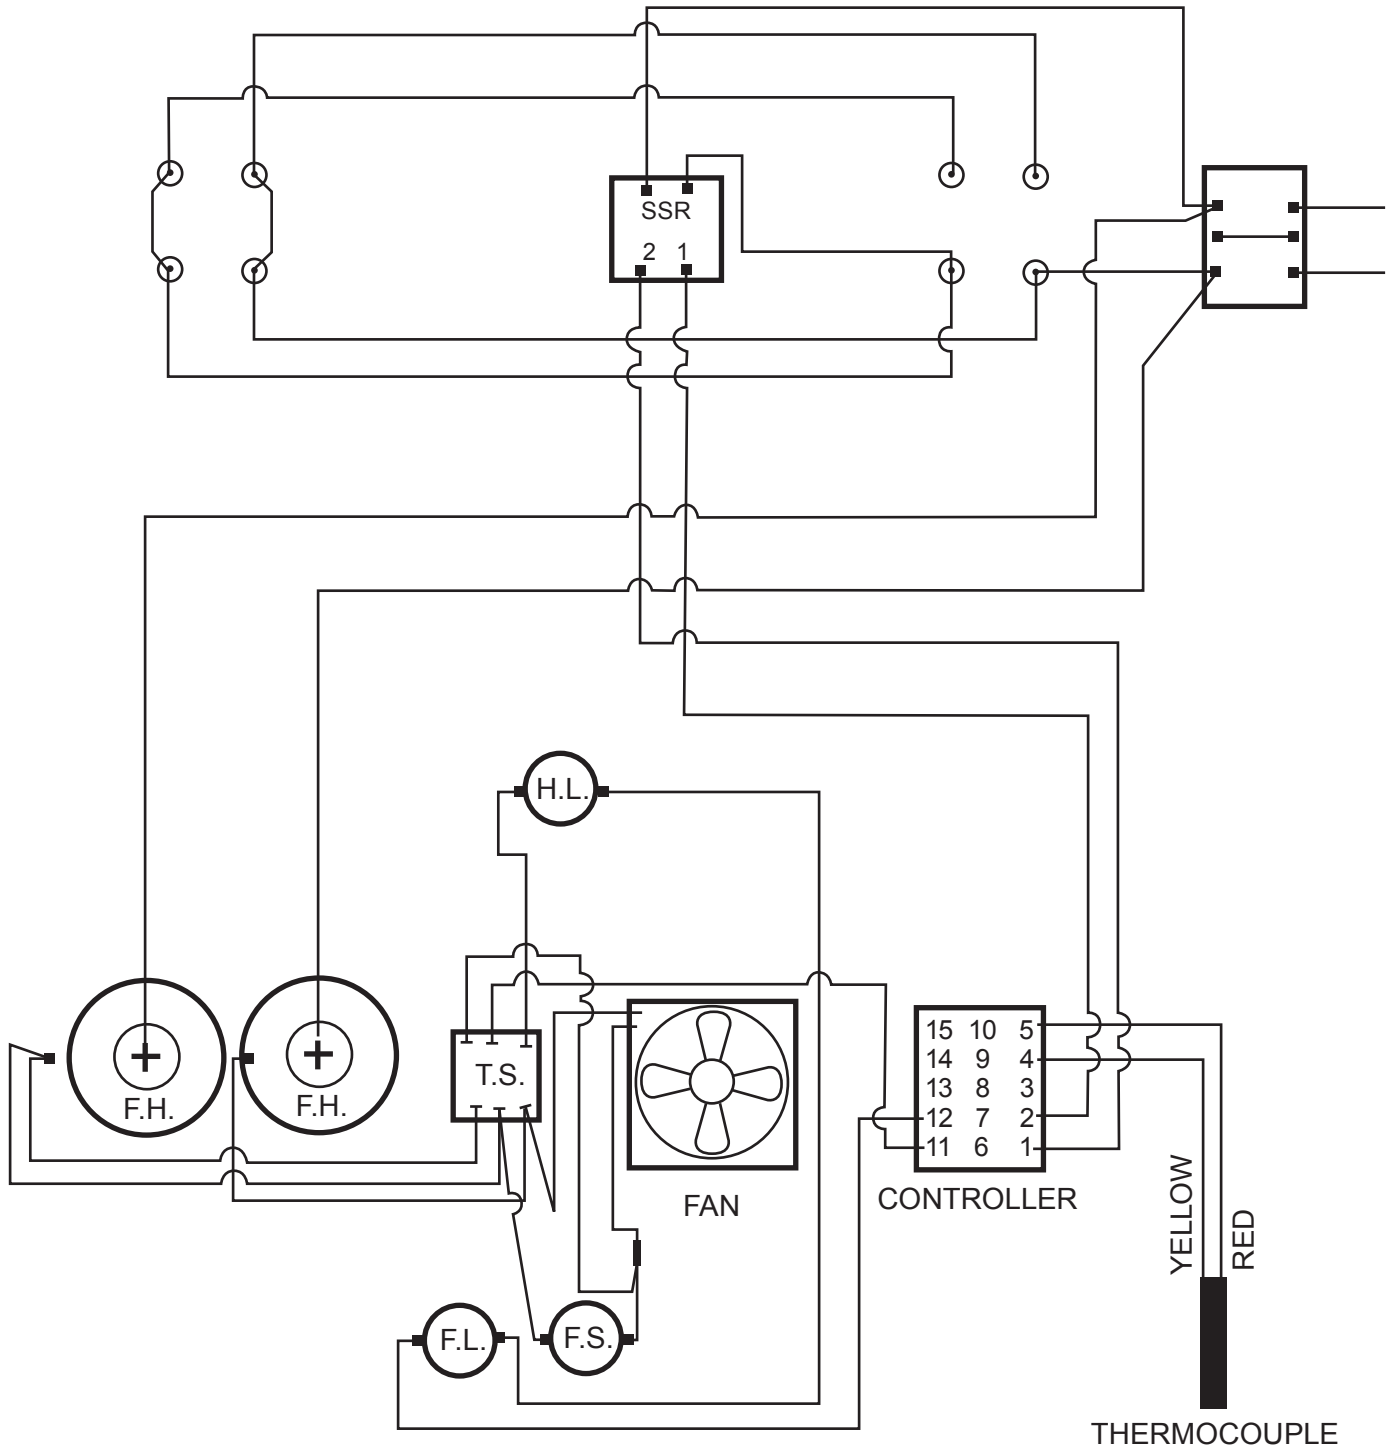 SSR
2 1
H.L.
T.S.
F.H.
F.H.
15 10 5
14 9 4
13 8 3
12 7 2
11 6 1
CONTROLLER
FAN
YELLOW
RED
F.L.
F.S.
THERMOCOUPLE